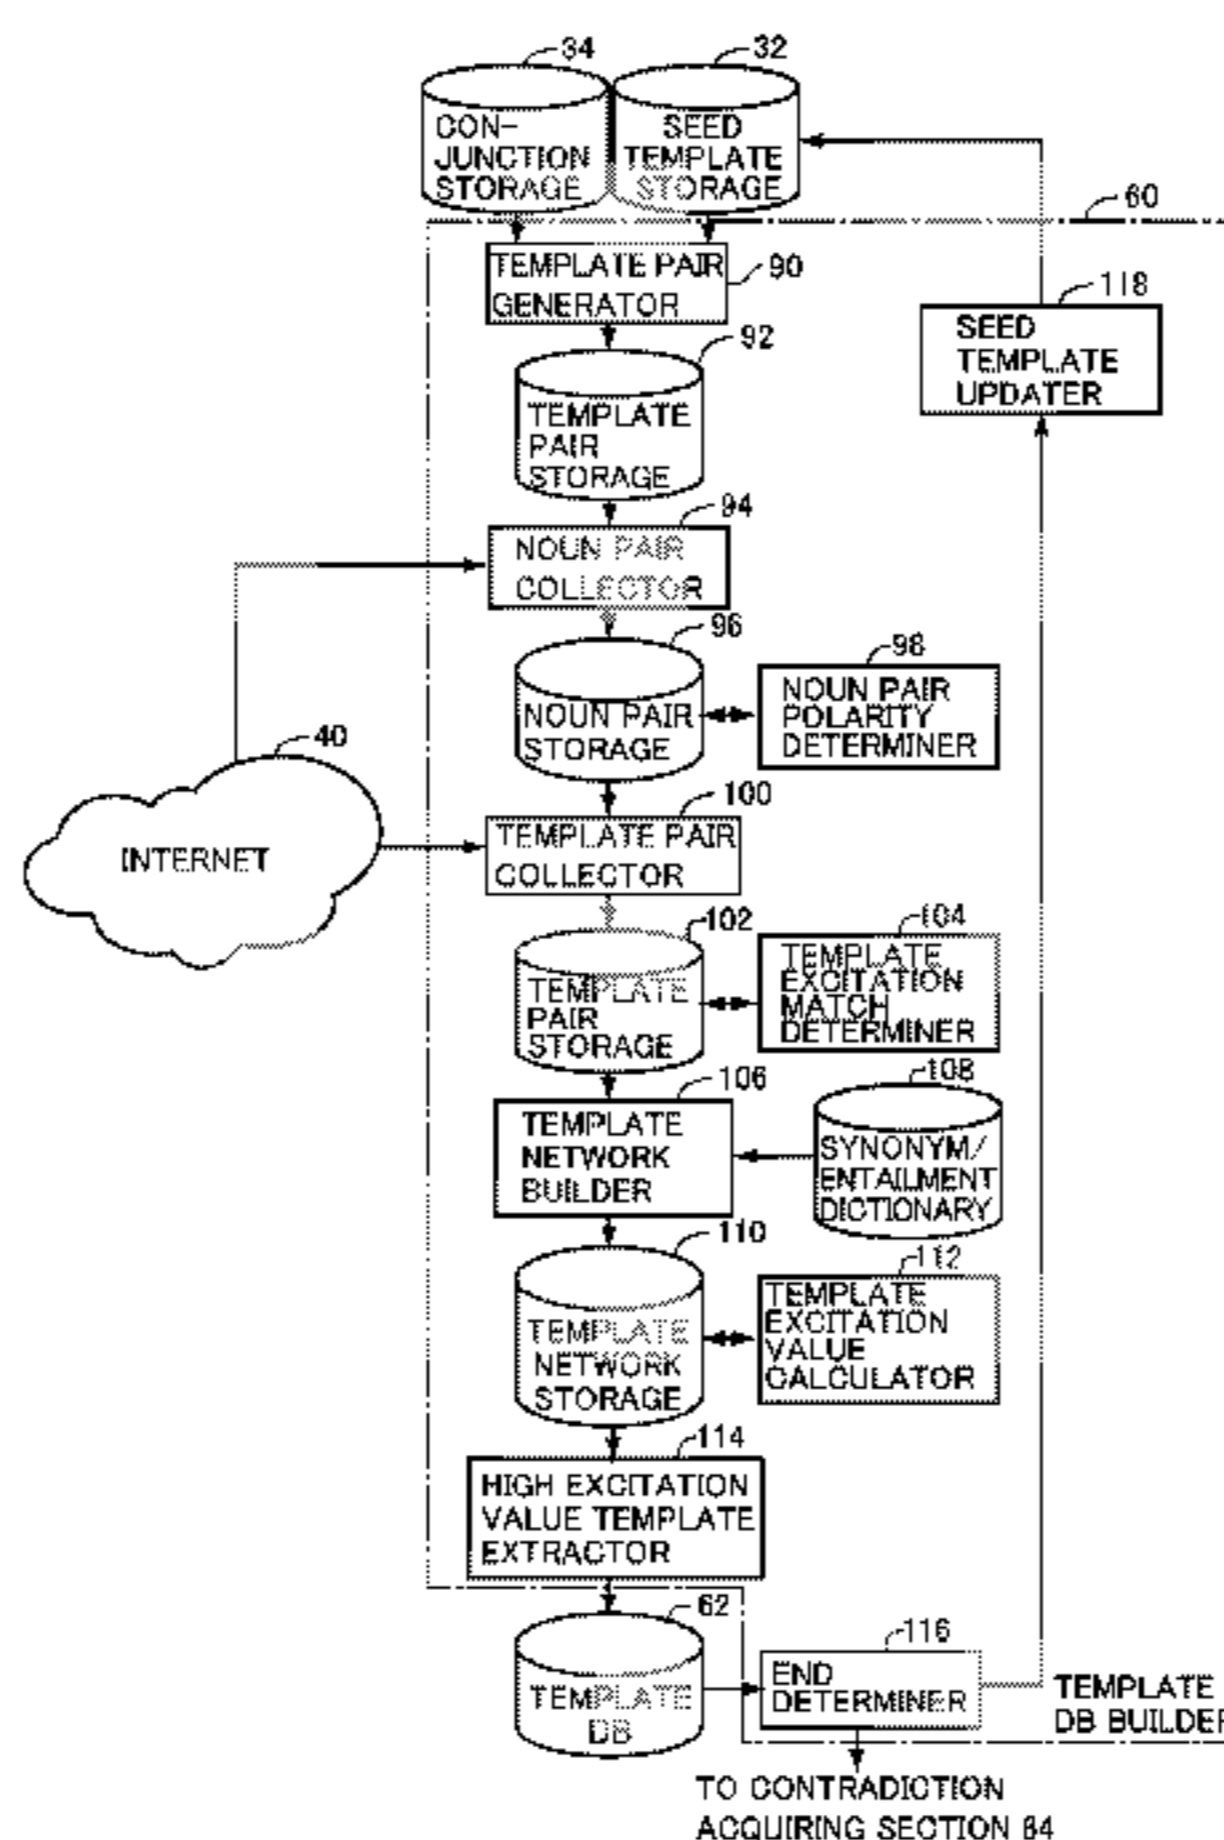 34
32
CON-
JUNCTION
STORAGE
SEED
TEMPLATE
STORAGE
60
TEMPLATE PAIR
GENERATOR
90
118
SEED
TEMPLATE
UPDATER
92
TEMPLATE
PAIR
STORAGE
94
NOUN PAIR
COLLECTOR
96
NOUN PAIR
STORAGE
98
NOUN PAIR
POLARITY
DETERMINER
40
INTERNET
100
TEMPLATE PAIR
COLLECTOR
102
TEMPLATE
PAIR
STORAGE
104
TEMPLATE
EXCITATION
MATCH
DETERMINER
106
TEMPLATE
NETWORK
BUILDER
108
SYNONYM/
ENTAILMENT
DICTIONARY
110
TEMPLATE
NETWORK
STORAGE
112
TEMPLATE
EXCITATION
VALUE
CALCULATOR
114
HIGH EXCITATION
VALUE TEMPLATE
EXTRACTOR
62
TEMPLATE
DB
116
END
DETERMINER
TEMPLATE
DB BUILDER
TO CONTRADICTION
ACQUIRING SECTION 64